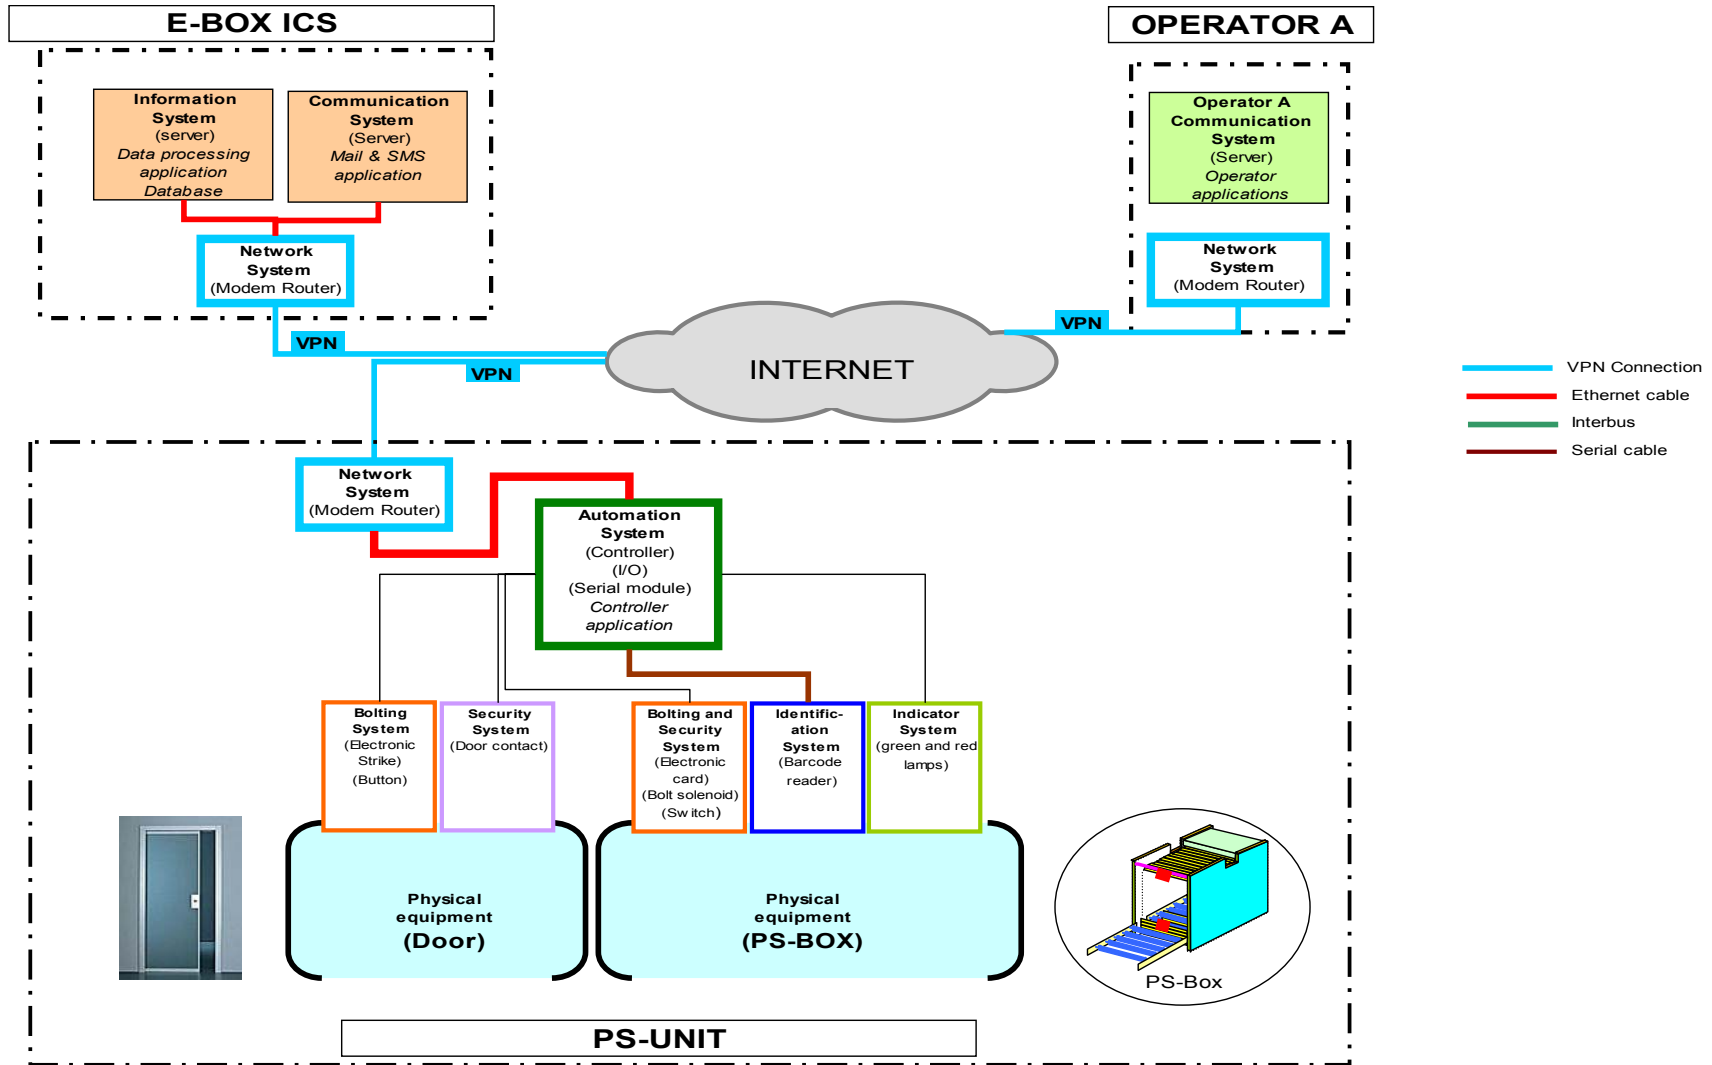 E-BOX ICS
OPERATOR A
Information
System
(server)
Data processing
application
Database
Communication
System
(Server)
Mail & SMS
application
Operator A
Communication
System
(Server)
Operator
applications
Network
System
(Modem Router)
Network
System
(Modem Router)
VPN
VPN
VPN
INTERNET
VPN Connection
Ethernet cable
Interbus
Serial cable
Network
System
(Modem Router)
Automation
System
(Controller)
(I/O)
(Serial module)
Controller
application
Bolting
System
(Electronic
Strike)
(Button)
Security
System
(Door contact)
Bolting and
Security
System
(Electronic
card)
(Bolt solenoid)
(Switch)
Identific-
ation
System
(Barcode
reader)
Indicator
System
(green and red
lamps)
Physical
equipment
(Door)
Physical
equipment
(PS-BOX)
PS-Box
PS-UNIT